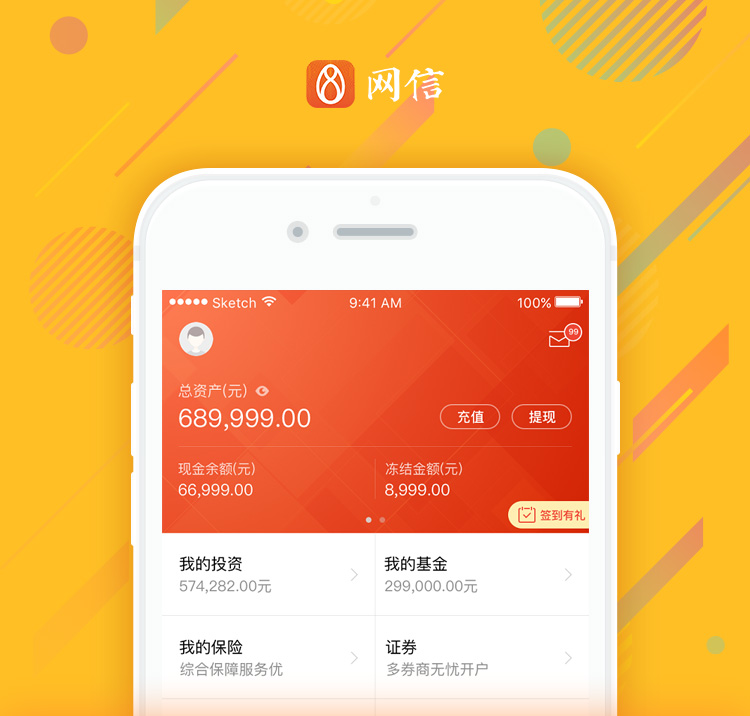 网信
Sketch 9:41 AM 100%
99
总资产(元)
689,999.00 充值 提现
现金余额(元) 冻结金额(元)
66,999.00 8,999.00
签到有礼
我的投资 我的基金
574,282.00元 299,000.00元
我的保险 证券
综合保障服务优 多券商无忧开户